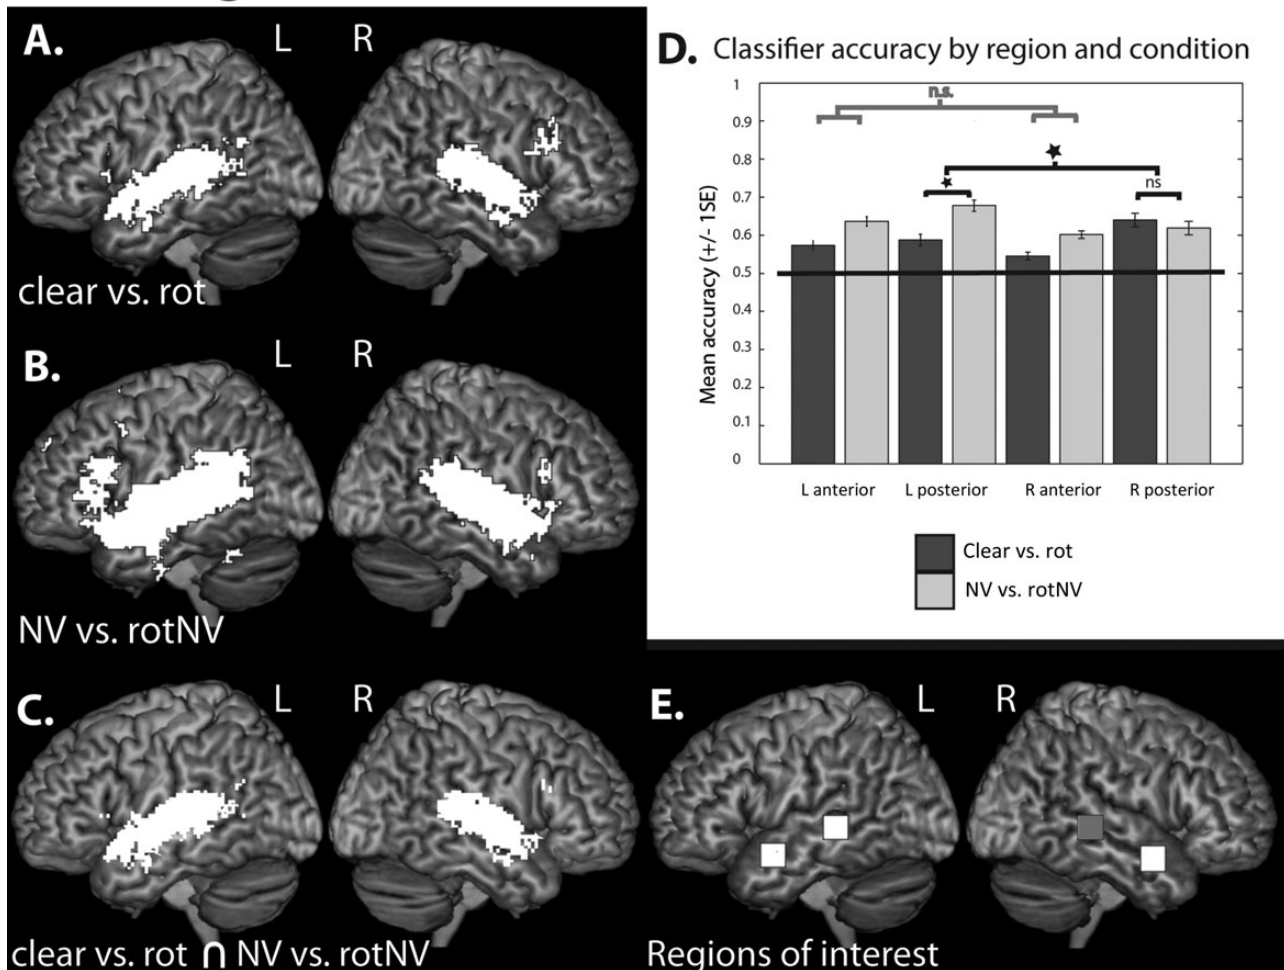 A.
L
R
clear vs. rot
B.
L
R
NV vs. rotNV
C.
L
R
clear vs. rot ∩ NV vs. rotNV
D. Classifier accuracy by region and condition
Mean accuracy (+/- 1SE)
1
0.9
0.8
0.7
0.6
0.5
0.4
0.3
0.2
0.1
0
n.s.
ns
L anterior
L posterior
R anterior
R posterior
Clear vs. rot
NV vs. rotNV
E.
L
R
Regions of interest